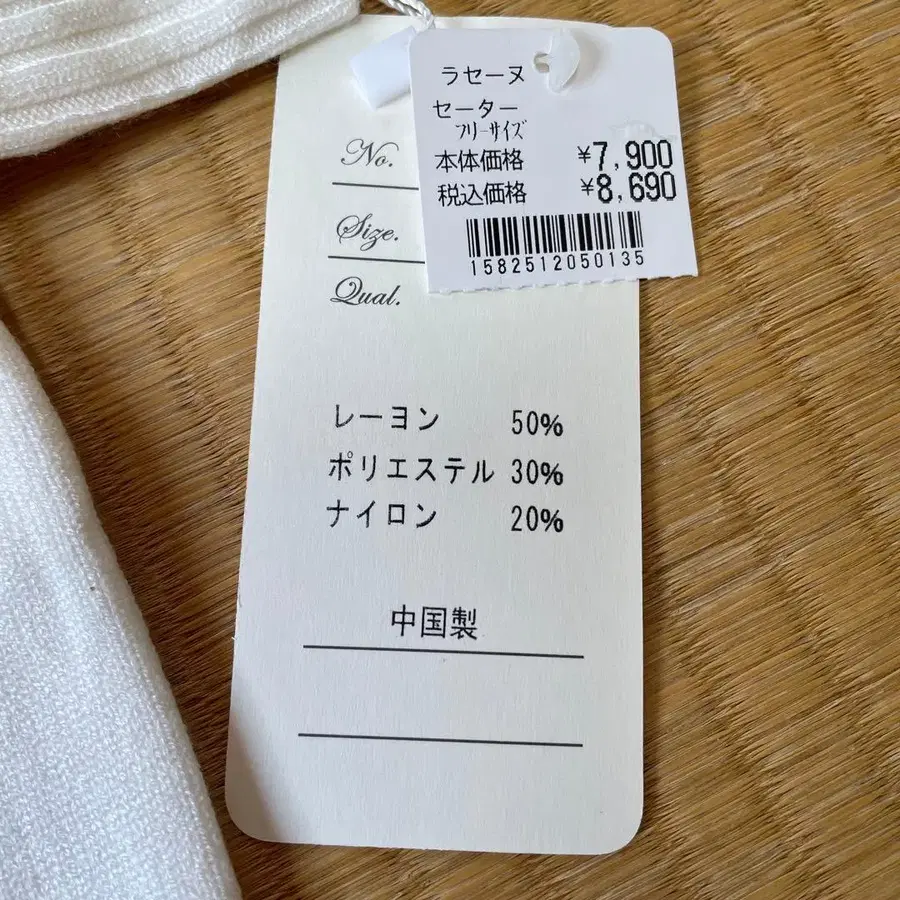 ラセーヌ
セーター
フリーサイズ
本体価格 ¥7,900
税込価格 ¥8,690
1582512050135
No.
Size.
Qual.
レーヨン 50%
ポリエステル 30%
ナイロン 20%
中国製